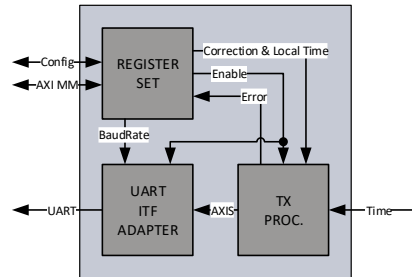 Correction & Local Time
Config
REGISTER
SET
Enable
AXI MM
Error
BaudRate
UART
ITF
ADAPTER
TX
PROC.
UART
AXIS
Time